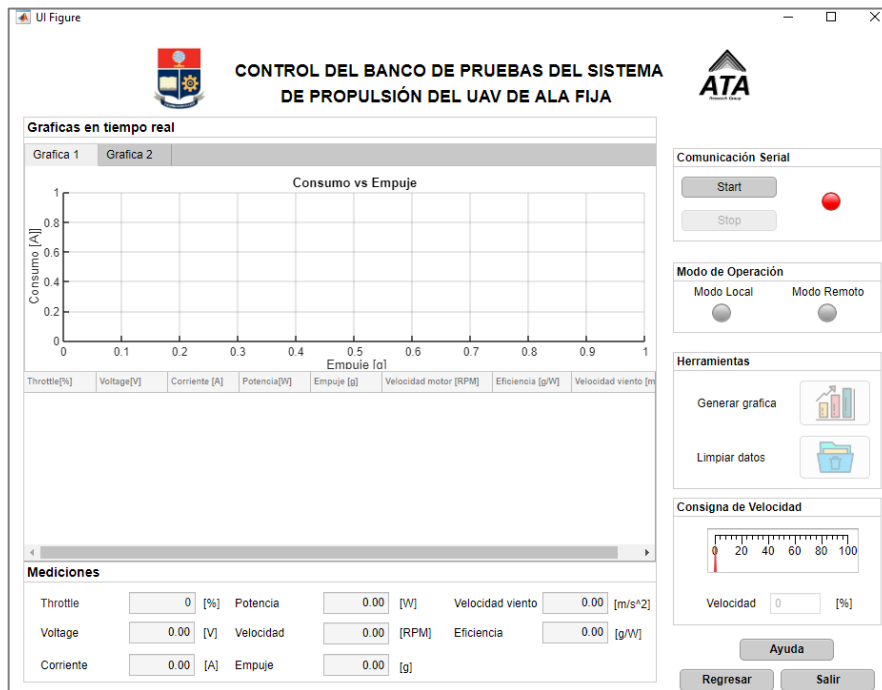 UI Figure
CONTROL DEL BANCO DE PRUEBAS DEL SISTEMA
DE PROPULSIÓN DEL UAV DE ALA FIJA
ATA
Research Group
Graficas en tiempo real
Grafica 1
Grafica 2
Consumo vs Empuje
Consumo [A]]
1
0.8
0.6
0.4
0.2
0
0 0.1 0.2 0.3 0.4 0.5 0.6 0.7 0.8 0.9 1
Empuje [g]
Throttle[%] Voltage[V] Corriente [A] Potencia[W] Empuje [g] Velocidad motor [RPM] Eficiencia [g/W] Velocidad viento [m
Mediciones
Throttle 0 [%] Potencia 0.00 [W] Velocidad viento 0.00 [m/s^2]
Voltage 0.00 [V] Velocidad 0.00 [RPM] Eficiencia 0.00 [g/W]
Corriente 0.00 [A] Empuje 0.00 [g]
Comunicación Serial
Start
Stop
Modo de Operación
Modo Local Modo Remoto
Herramientas
Generar grafica
Limpiar datos
Consigna de Velocidad
0 20 40 60 80 100
Velocidad 0 [%]
Ayuda
Regresar Salir